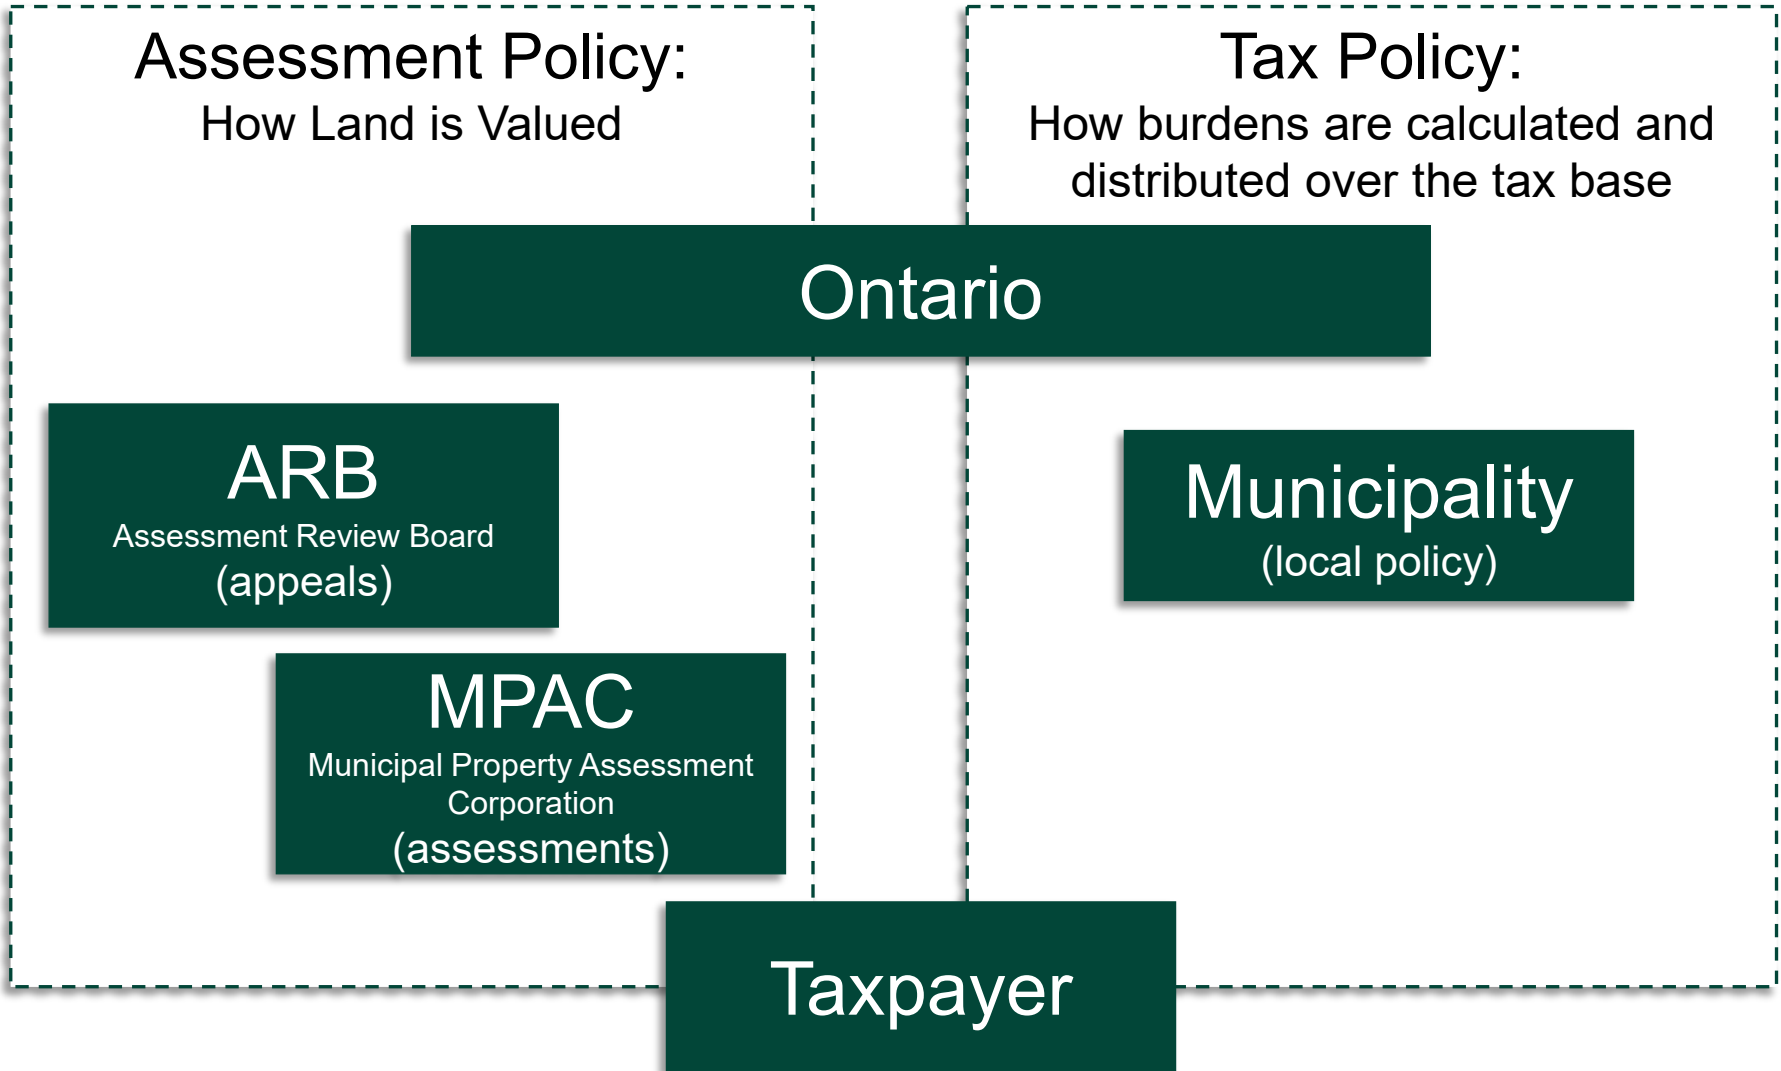 Assessment Policy:
How Land is Valued
Tax Policy:
How burdens are calculated and
distributed over the tax base
Ontario
ARB
Assessment Review Board
(appeals)
Municipality
(local policy)
MPAC
Municipal Property Assessment
Corporation
(assessments)
Taxpayer